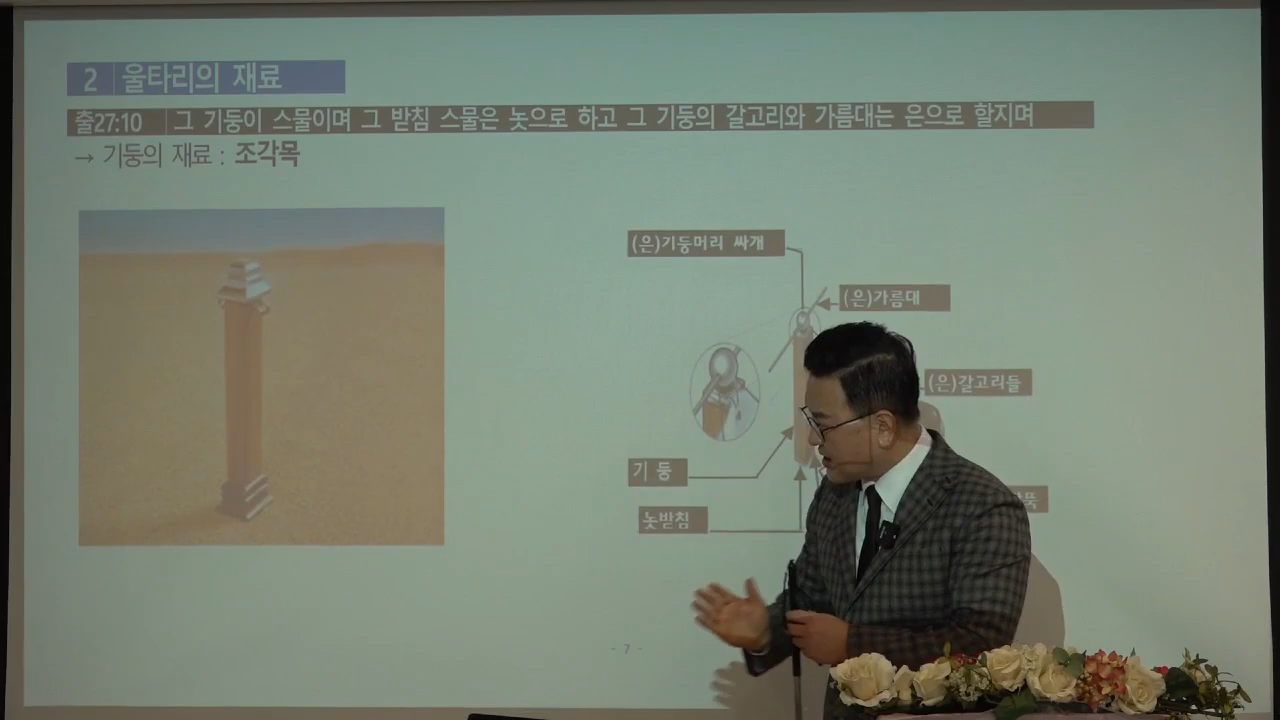 2 울타리의 재료
출27:10 그 기둥이 스물이며 그 받침 스물은 놋으로 하고 그 기둥의 갈고리와 가름대는 은으로 할지며
→ 기둥의 재료 : 조각목
(은)기둥머리 싸개
(은)가름대
(은)갈고리들
기 둥
놋받침
- 7 -